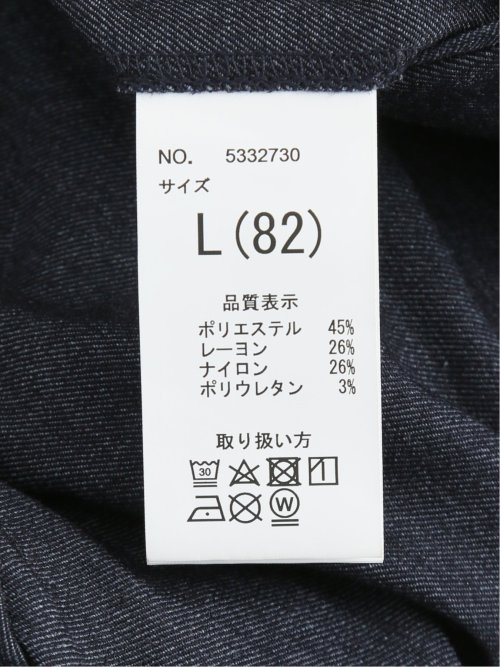 NO. 5332730
サイズ
L(82)
品質表示
ポリエステル 45%
レーヨン 26%
ナイロン 26%
ポリウレタン 3%
取り扱い方
30
W